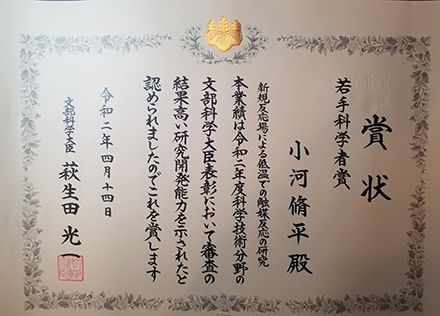 賞状
若手科学者賞
小河脩平殿
新規反応場による低温での触媒反応の研究
本業績は令和二年度科学技術分野の
文部科学大臣表彰において審査の
結果高い研究開発能力を示されたと
認められましたのでこれを賞します
令和二年四月十四日
文部科学大臣 萩生田光一